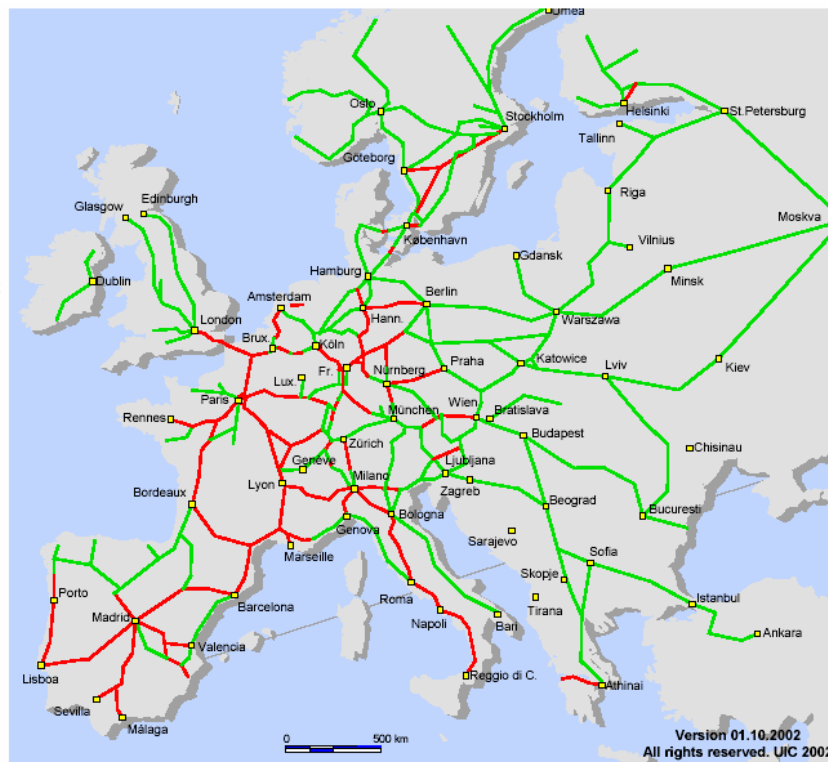 Umea
Oslo
Stockholm
Helsinki
St.Petersburg
Tallinn
Göteborg
Riga
Glasgow
Edinburgh
Moskva
København
Vilnius
Gdansk
Minsk
Dublin
Hamburg
Amsterdam
Berlin
London
Hann.
Warszawa
Brux.
Köln
Fr.
Praha
Katowice
Lviv
Kiev
Lux.
Nürnberg
Paris
Rennes
München
Wien
Bratislava
Zürich
Budapest
Chisinau
Genève
Milano
Ljubljana
Lyon
Zagreb
Bordeaux
Bologna
Beograd
Bucuresti
Genova
Marseille
Sarajevo
Sofia
Porto
Skopje
Madrid
Barcelona
Roma
Tirana
Istanbul
Napoli
Bari
Ankara
Valencia
Lisboa
Reggio di C.
Athinai
Sevilla
Málaga
0 500 km
Version 01.10.2002
All rights reserved. UIC 2002